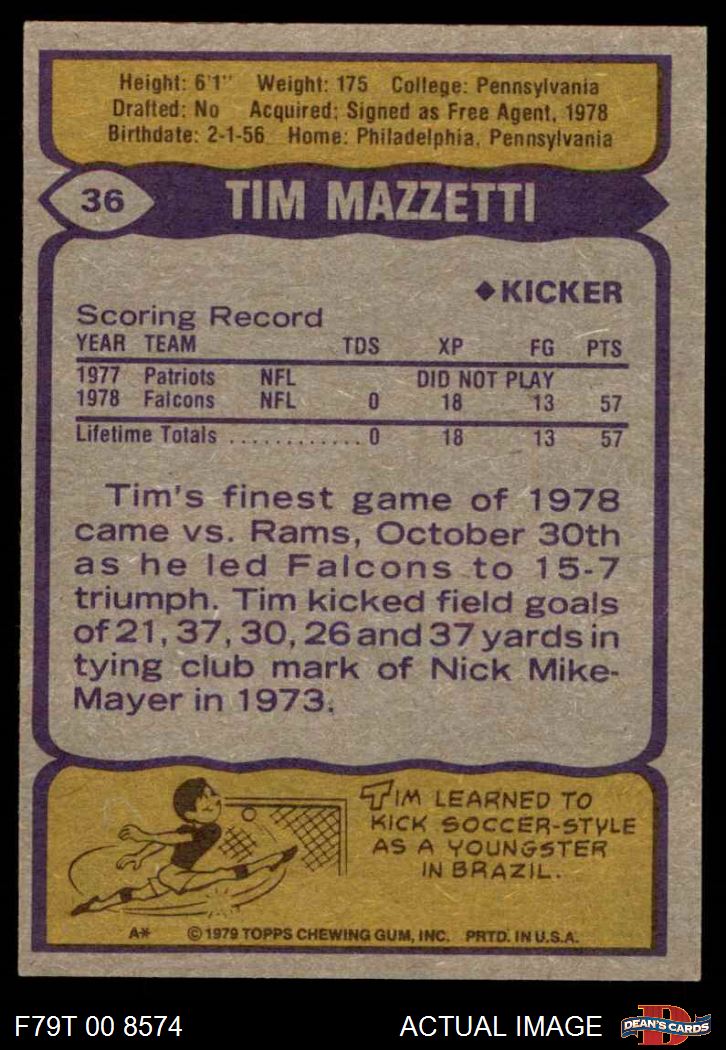 Height: 6'1" Weight: 175 College: Pennsylvania
Drafted: No Acquired: Signed as Free Agent, 1978
Birthdate: 2-1-56 Home: Philadelphia, Pennsylvania
36 TIM MAZZETTI
◆KICKER
Scoring Record
YEAR TEAM TDS XP FG PTS
1977 Patriots NFL DID NOT PLAY
1978 Falcons NFL 0 18 13 57
Lifetime Totals ............ 0 18 13 57
Tim's finest game of 1978
came vs. Rams, October 30th
as he led Falcons to 15-7
triumph. Tim kicked field goals
of 21, 37, 30, 26 and 37 yards in
tying club mark of Nick Mike-
Mayer in 1973.
TIM LEARNED TO
KICK SOCCER-STYLE
AS A YOUNGSTER
IN BRAZIL.
A* © 1979 TOPPS CHEWING GUM, INC. PRTD. IN U.S.A.
F79T 00 8574 ACTUAL IMAGE D DEAN'S CARDS